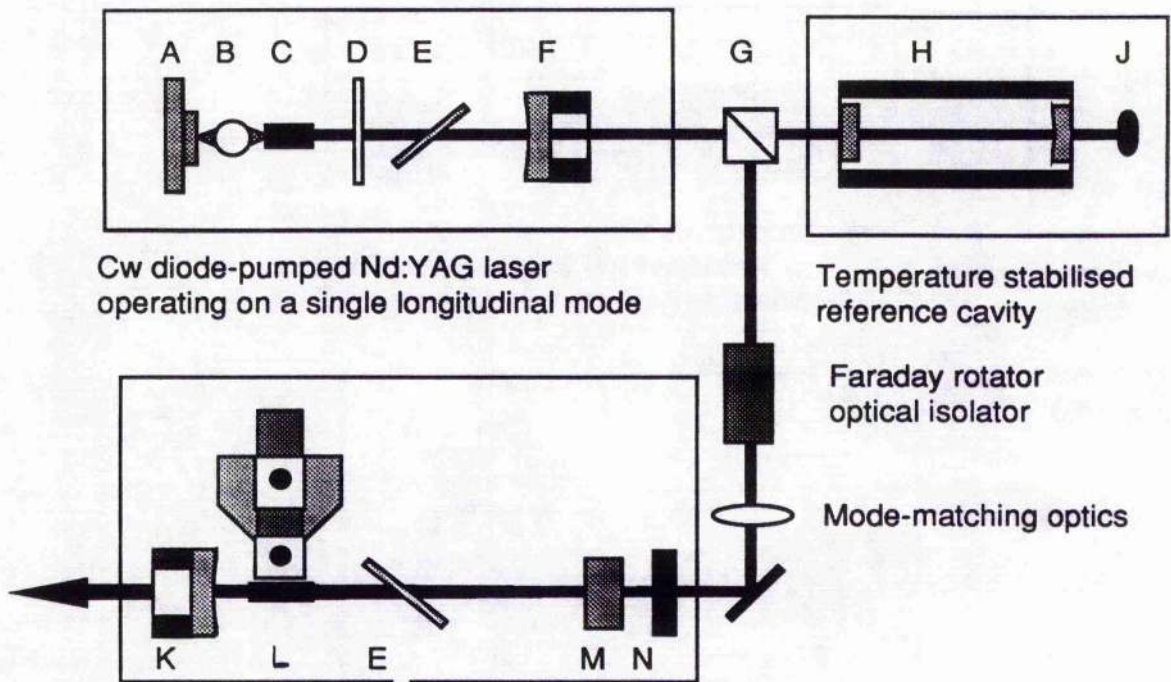 A B C D E F G H J
Cw diode-pumped Nd:YAG laser
operating on a single longitudinal mode
Temperature stabilised
reference cavity
Faraday rotator
optical isolator
Mode-matching optics
K L E M N